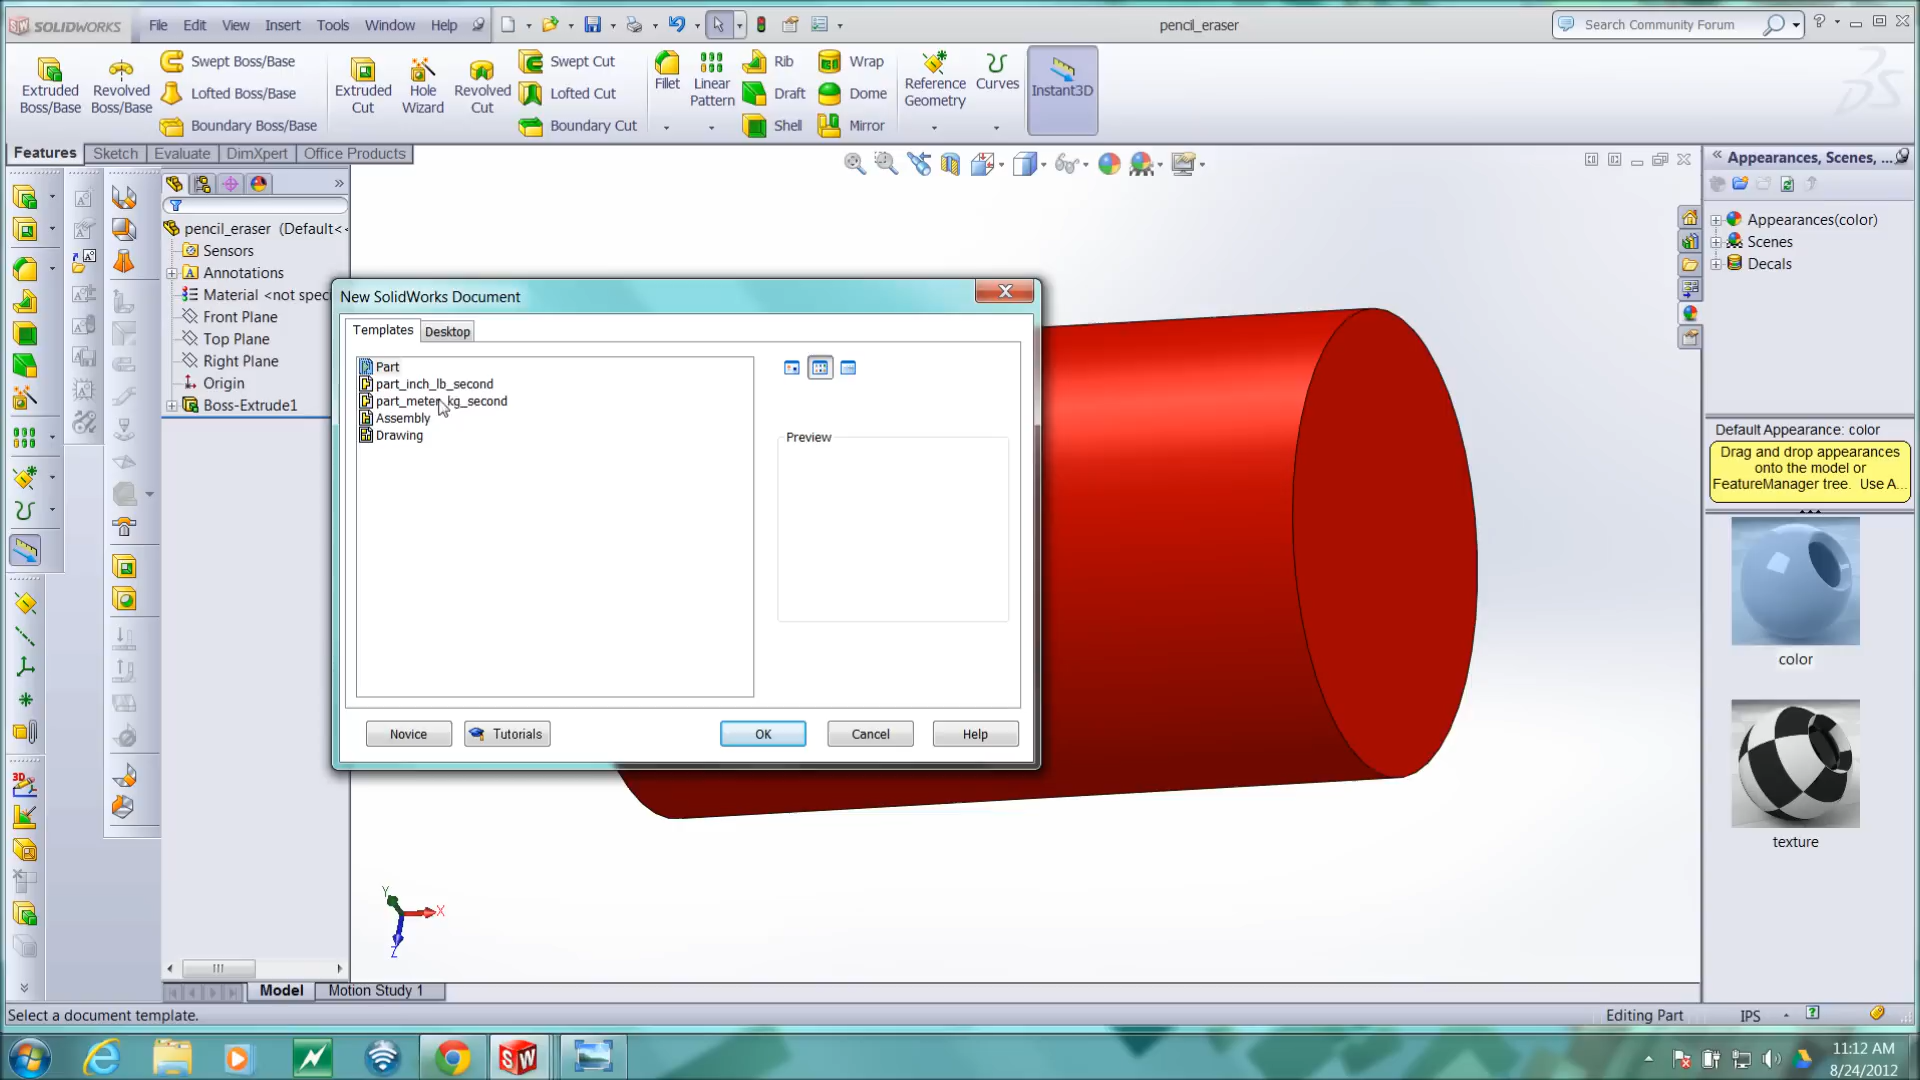 SOLIDWORKS File Edit View Insert Tools Window Help pencil_eraser Search Community Forum
Extruded Boss/Base
Revolved Boss/Base
Swept Boss/Base
Lofted Boss/Base
Boundary Boss/Base
Extruded Cut
Hole Wizard
Revolved Cut
Swept Cut
Lofted Cut
Boundary Cut
Fillet
Linear Pattern
Rib
Draft
Shell
Wrap
Dome
Mirror
Reference Geometry
Curves
Instant3D
Features Sketch Evaluate DimXpert Office Products
pencil_eraser (Default<
Sensors
Annotations
Material <not spec
Front Plane
Top Plane
Right Plane
Origin
Boss-Extrude1
New SolidWorks Document
Templates Desktop
Part
part_inch_lb_second
part_meter_kg_second
Assembly
Drawing
Preview
Novice Tutorials OK Cancel Help
Y
X
Z
Appearances, Scenes, ...
Appearances(color)
Scenes
Decals
Default Appearance: color
Drag and drop appearances
onto the model or
FeatureManager tree. Use A...
color
texture
Model Motion Study 1
Select a document template. Editing Part IPS
11:12 AM
8/24/2012